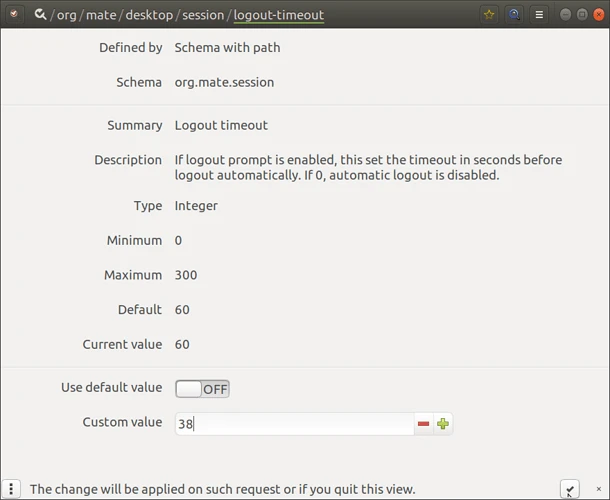 / org / mate / desktop / session / logout-timeout
Defined by Schema with path
Schema org.mate.session
Summary Logout timeout
Description If logout prompt is enabled, this set the timeout in seconds before
logout automatically. If 0, automatic logout is disabled.
Type Integer
Minimum 0
Maximum 300
Default 60
Current value 60
Use default value OFF
Custom value 38
The change will be applied on such request or if you quit this view.